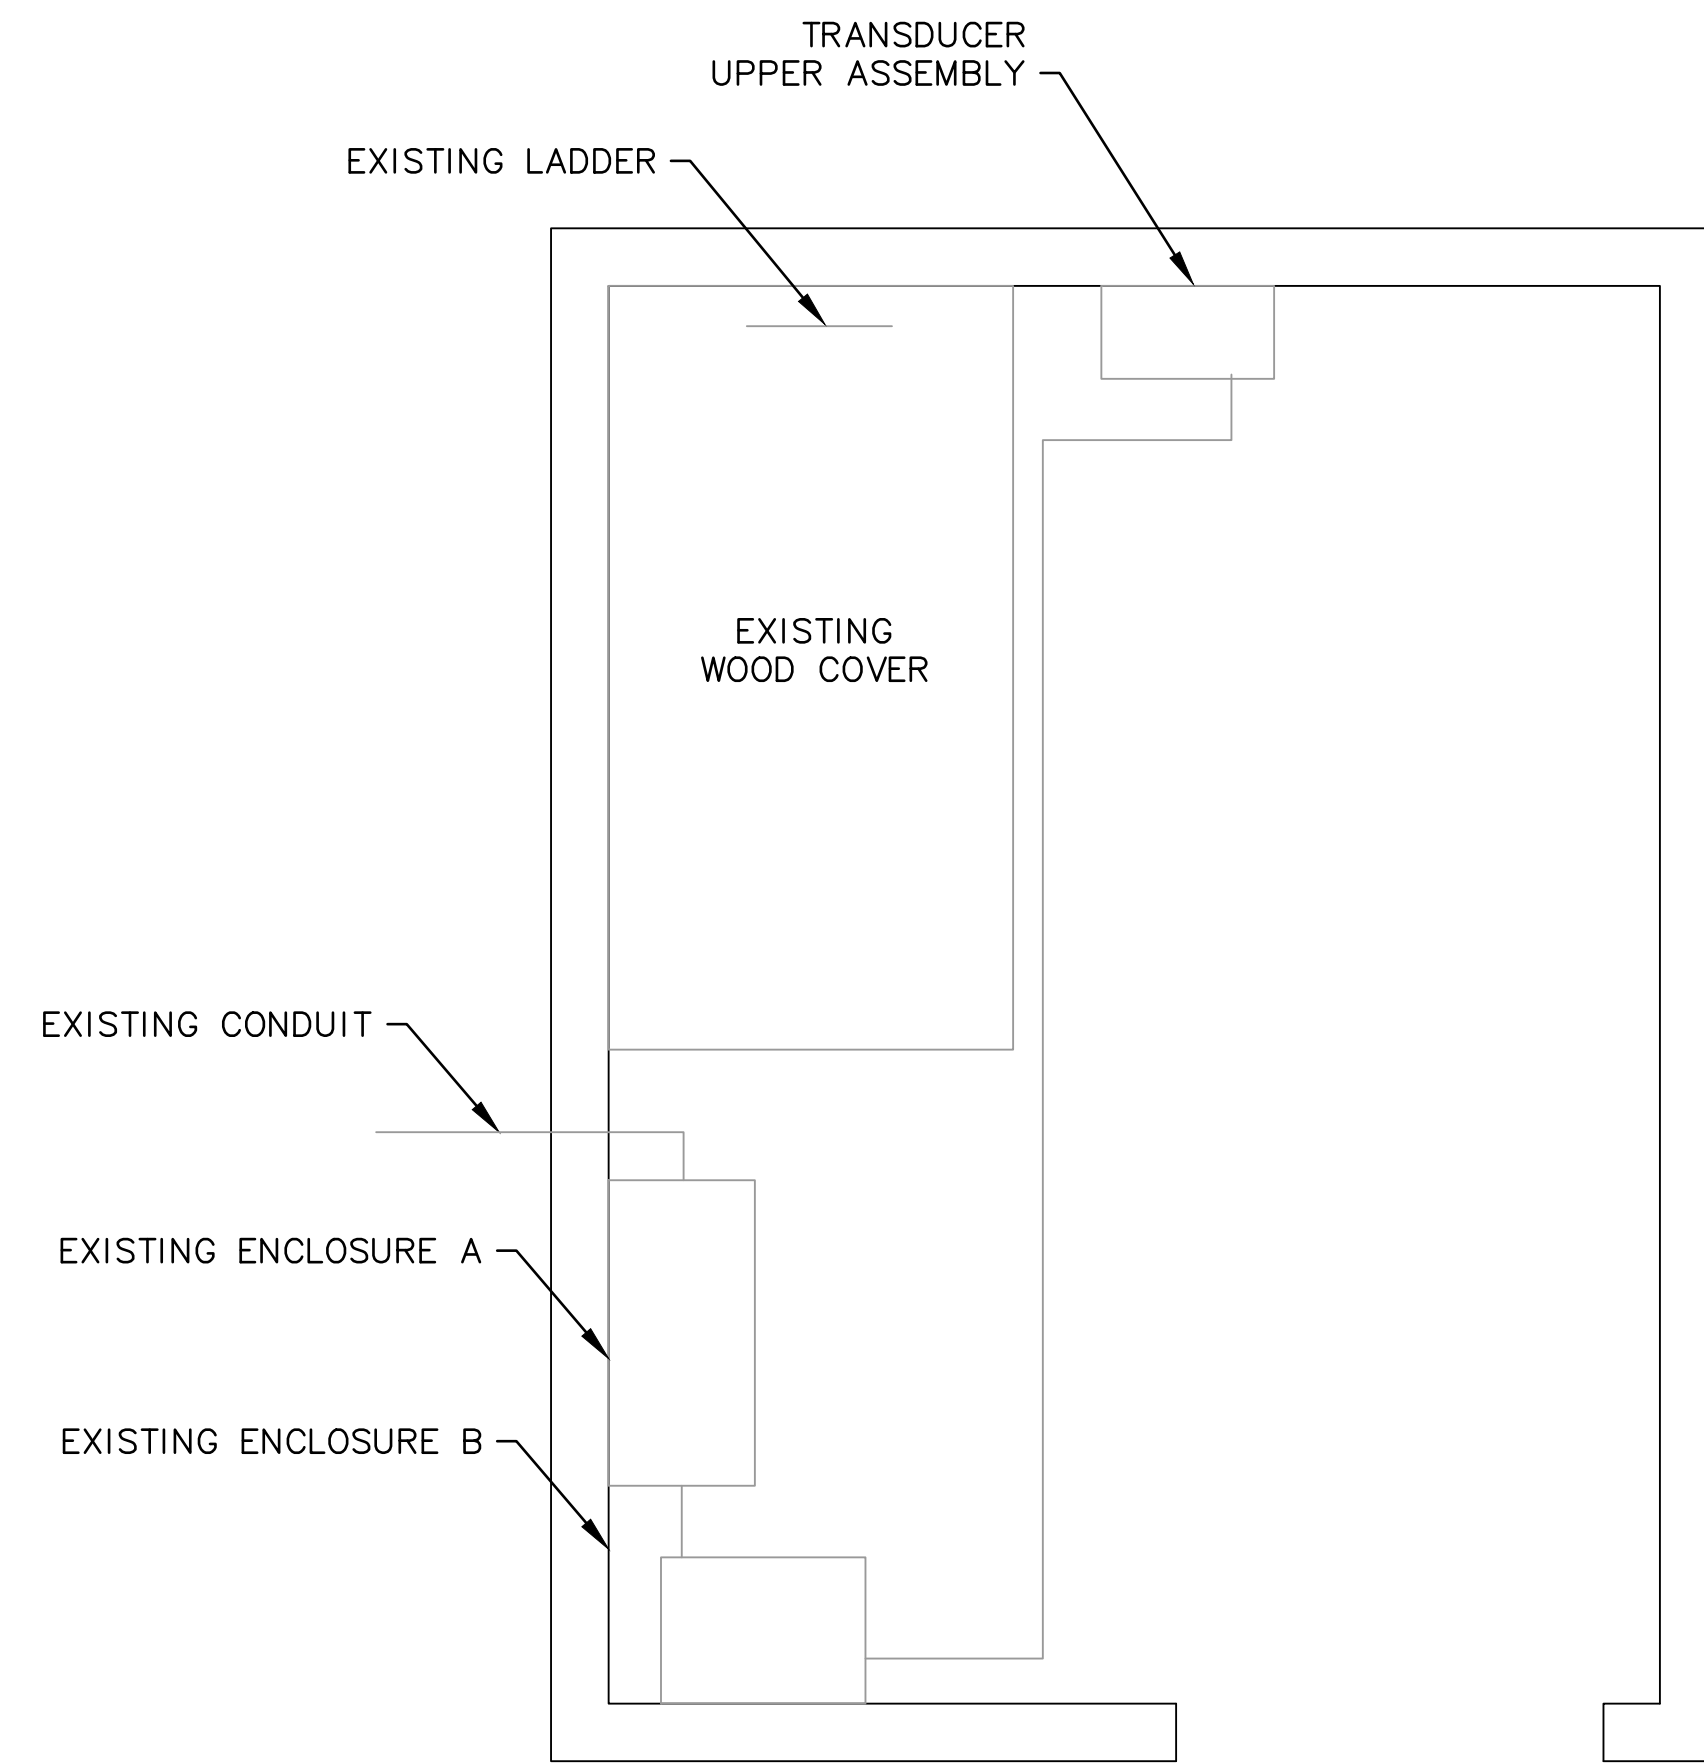 TRANSDUCER
UPPER ASSEMBLY
EXISTING LADDER
EXISTING
WOOD COVER
EXISTING CONDUIT
EXISTING ENCLOSURE A
EXISTING ENCLOSURE B